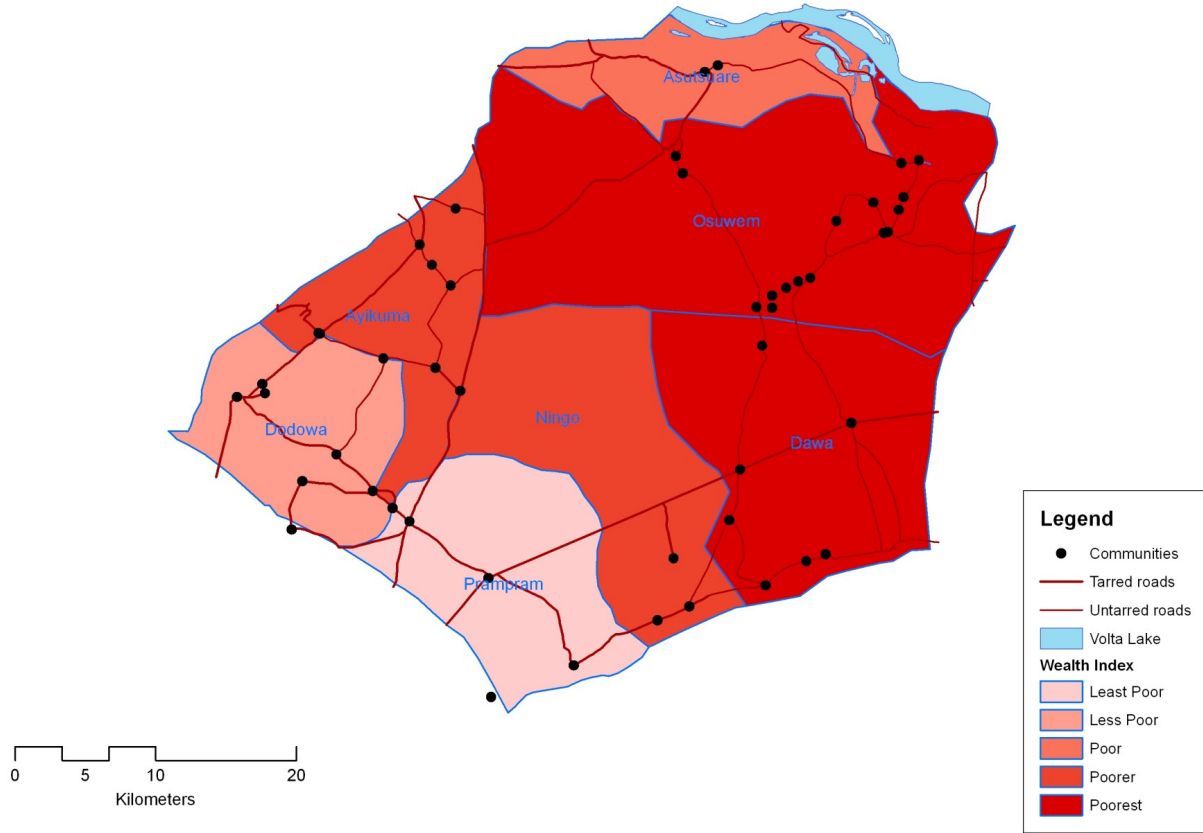 Asutsuare
Osuwem
Ayikuma
Ningo
Dodowa
Dawa
Prampram
Legend
Communities
Tarred roads
Untarred roads
Volta Lake
Wealth Index
Least Poor
Less Poor
Poor
Poorer
Poorest
0 5 10 20
Kilometers